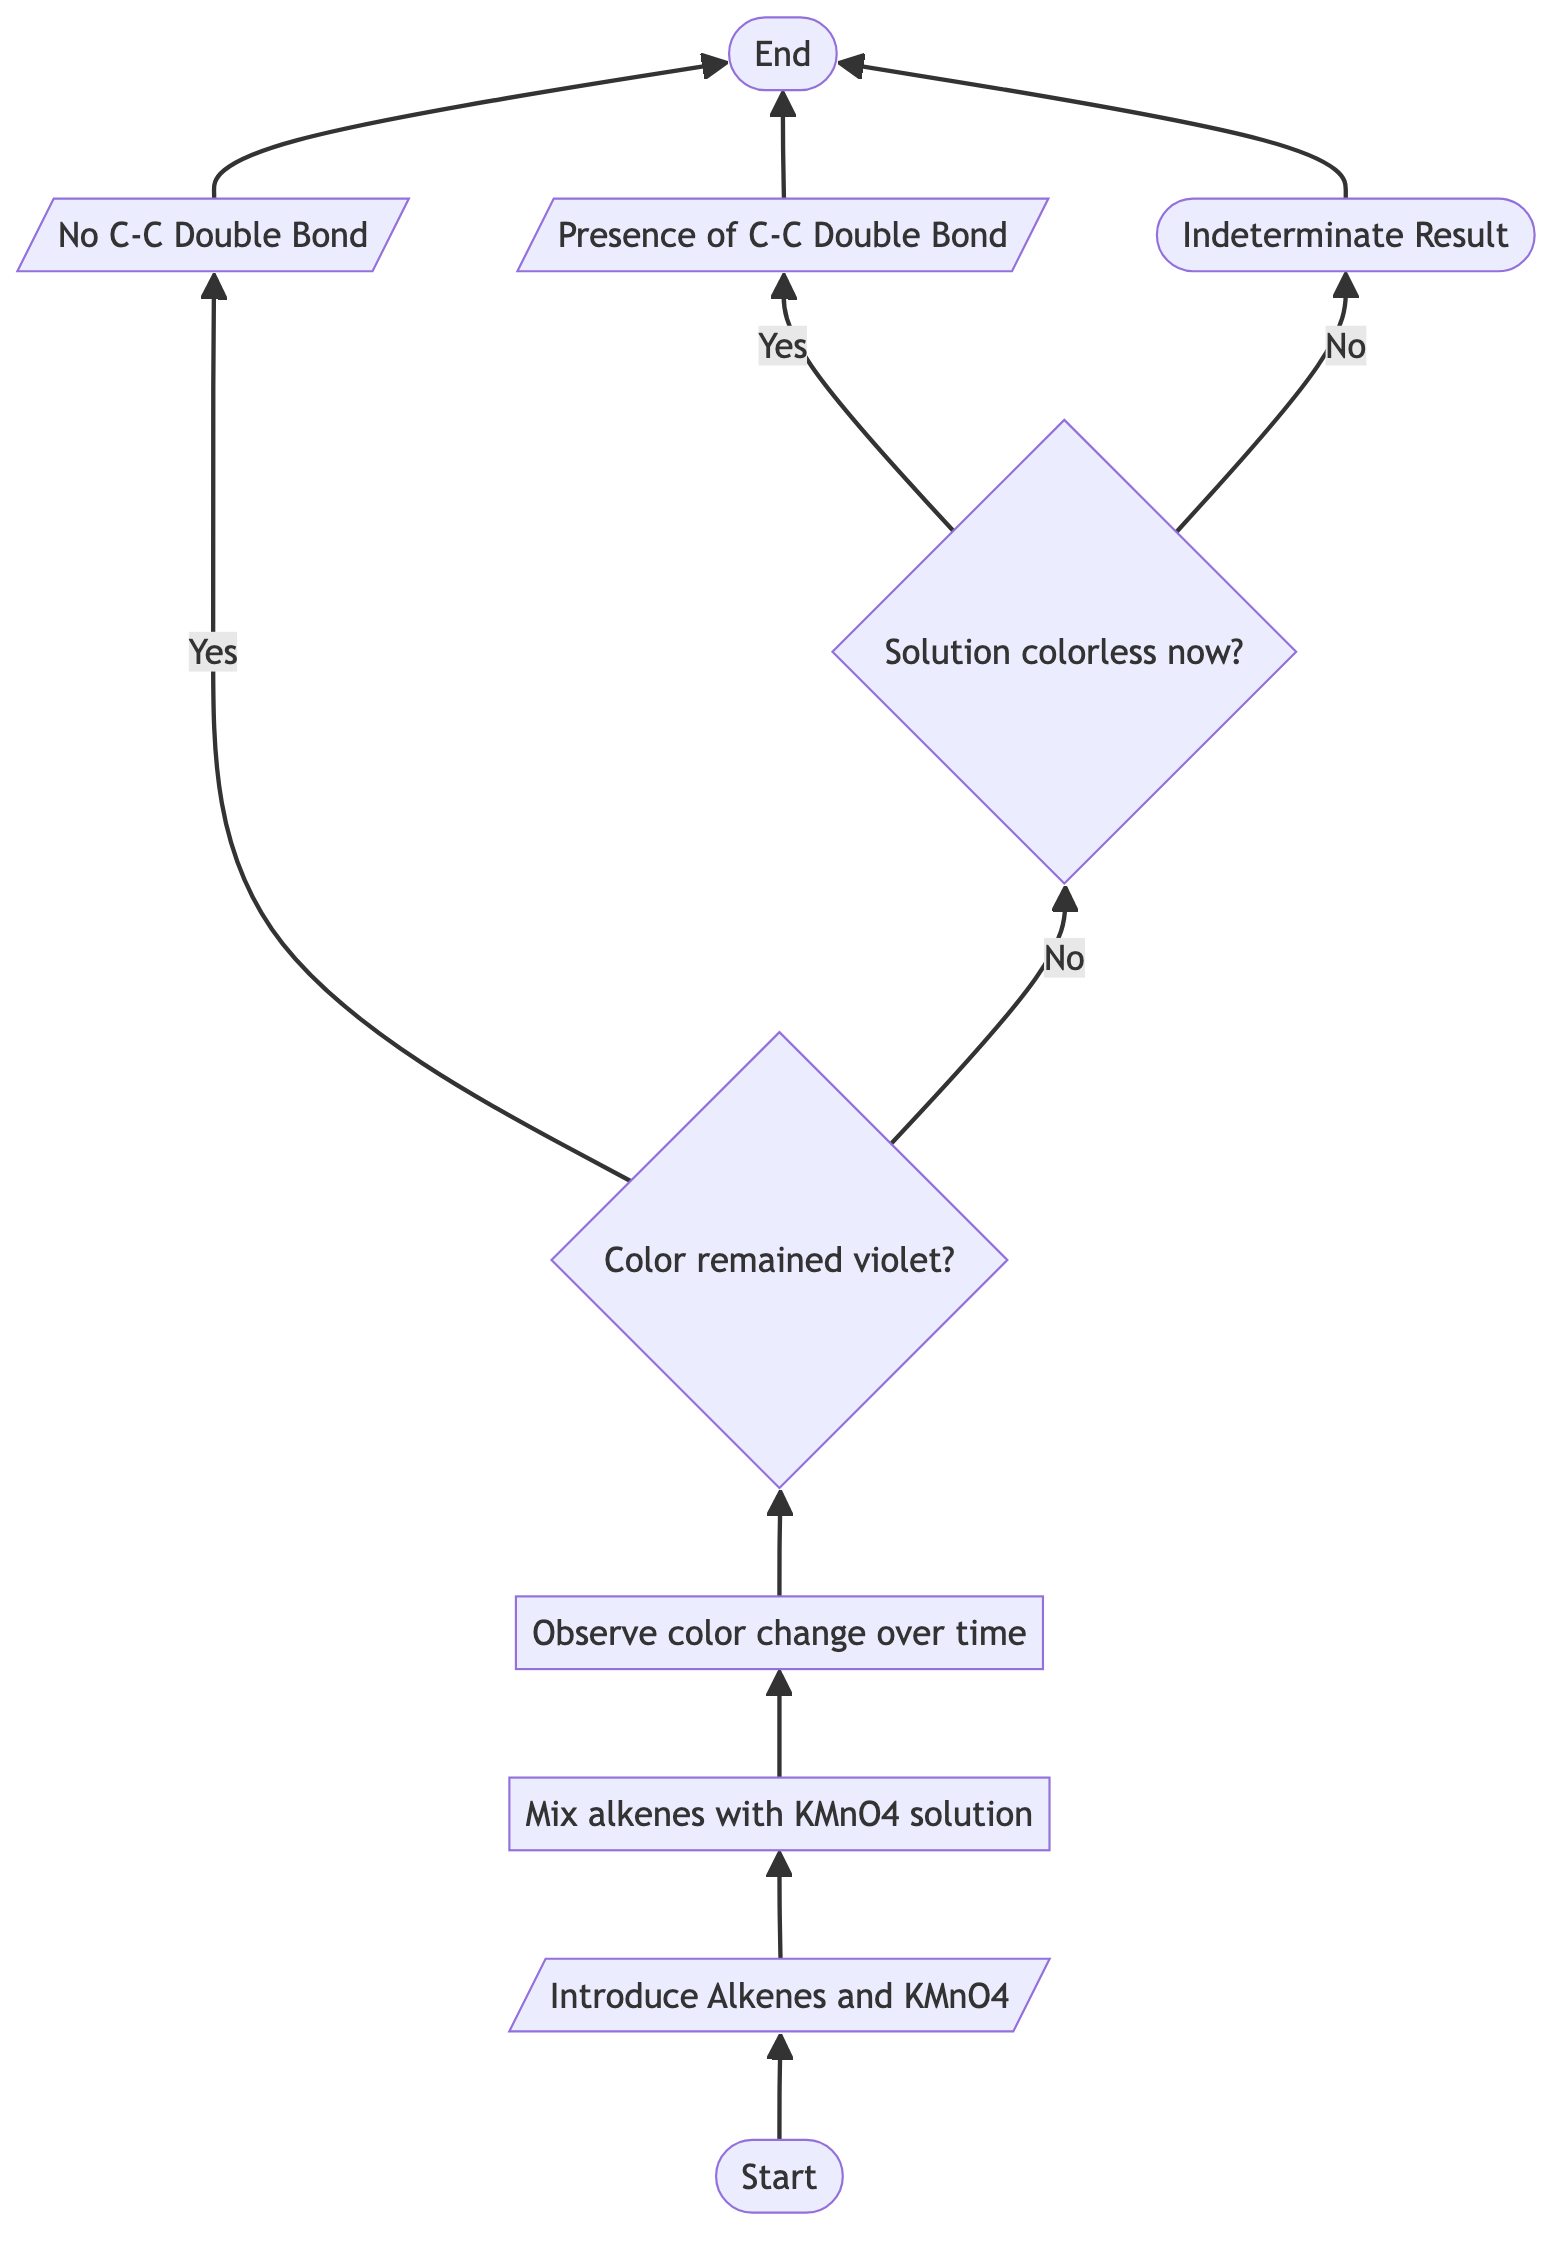 End
No C-C Double Bond
Presence of C-C Double Bond
Indeterminate Result
Yes
No
Yes
Solution colorless now?
No
Color remained violet?
Observe color change over time
Mix alkenes with KMnO4 solution
Introduce Alkenes and KMnO4
Start